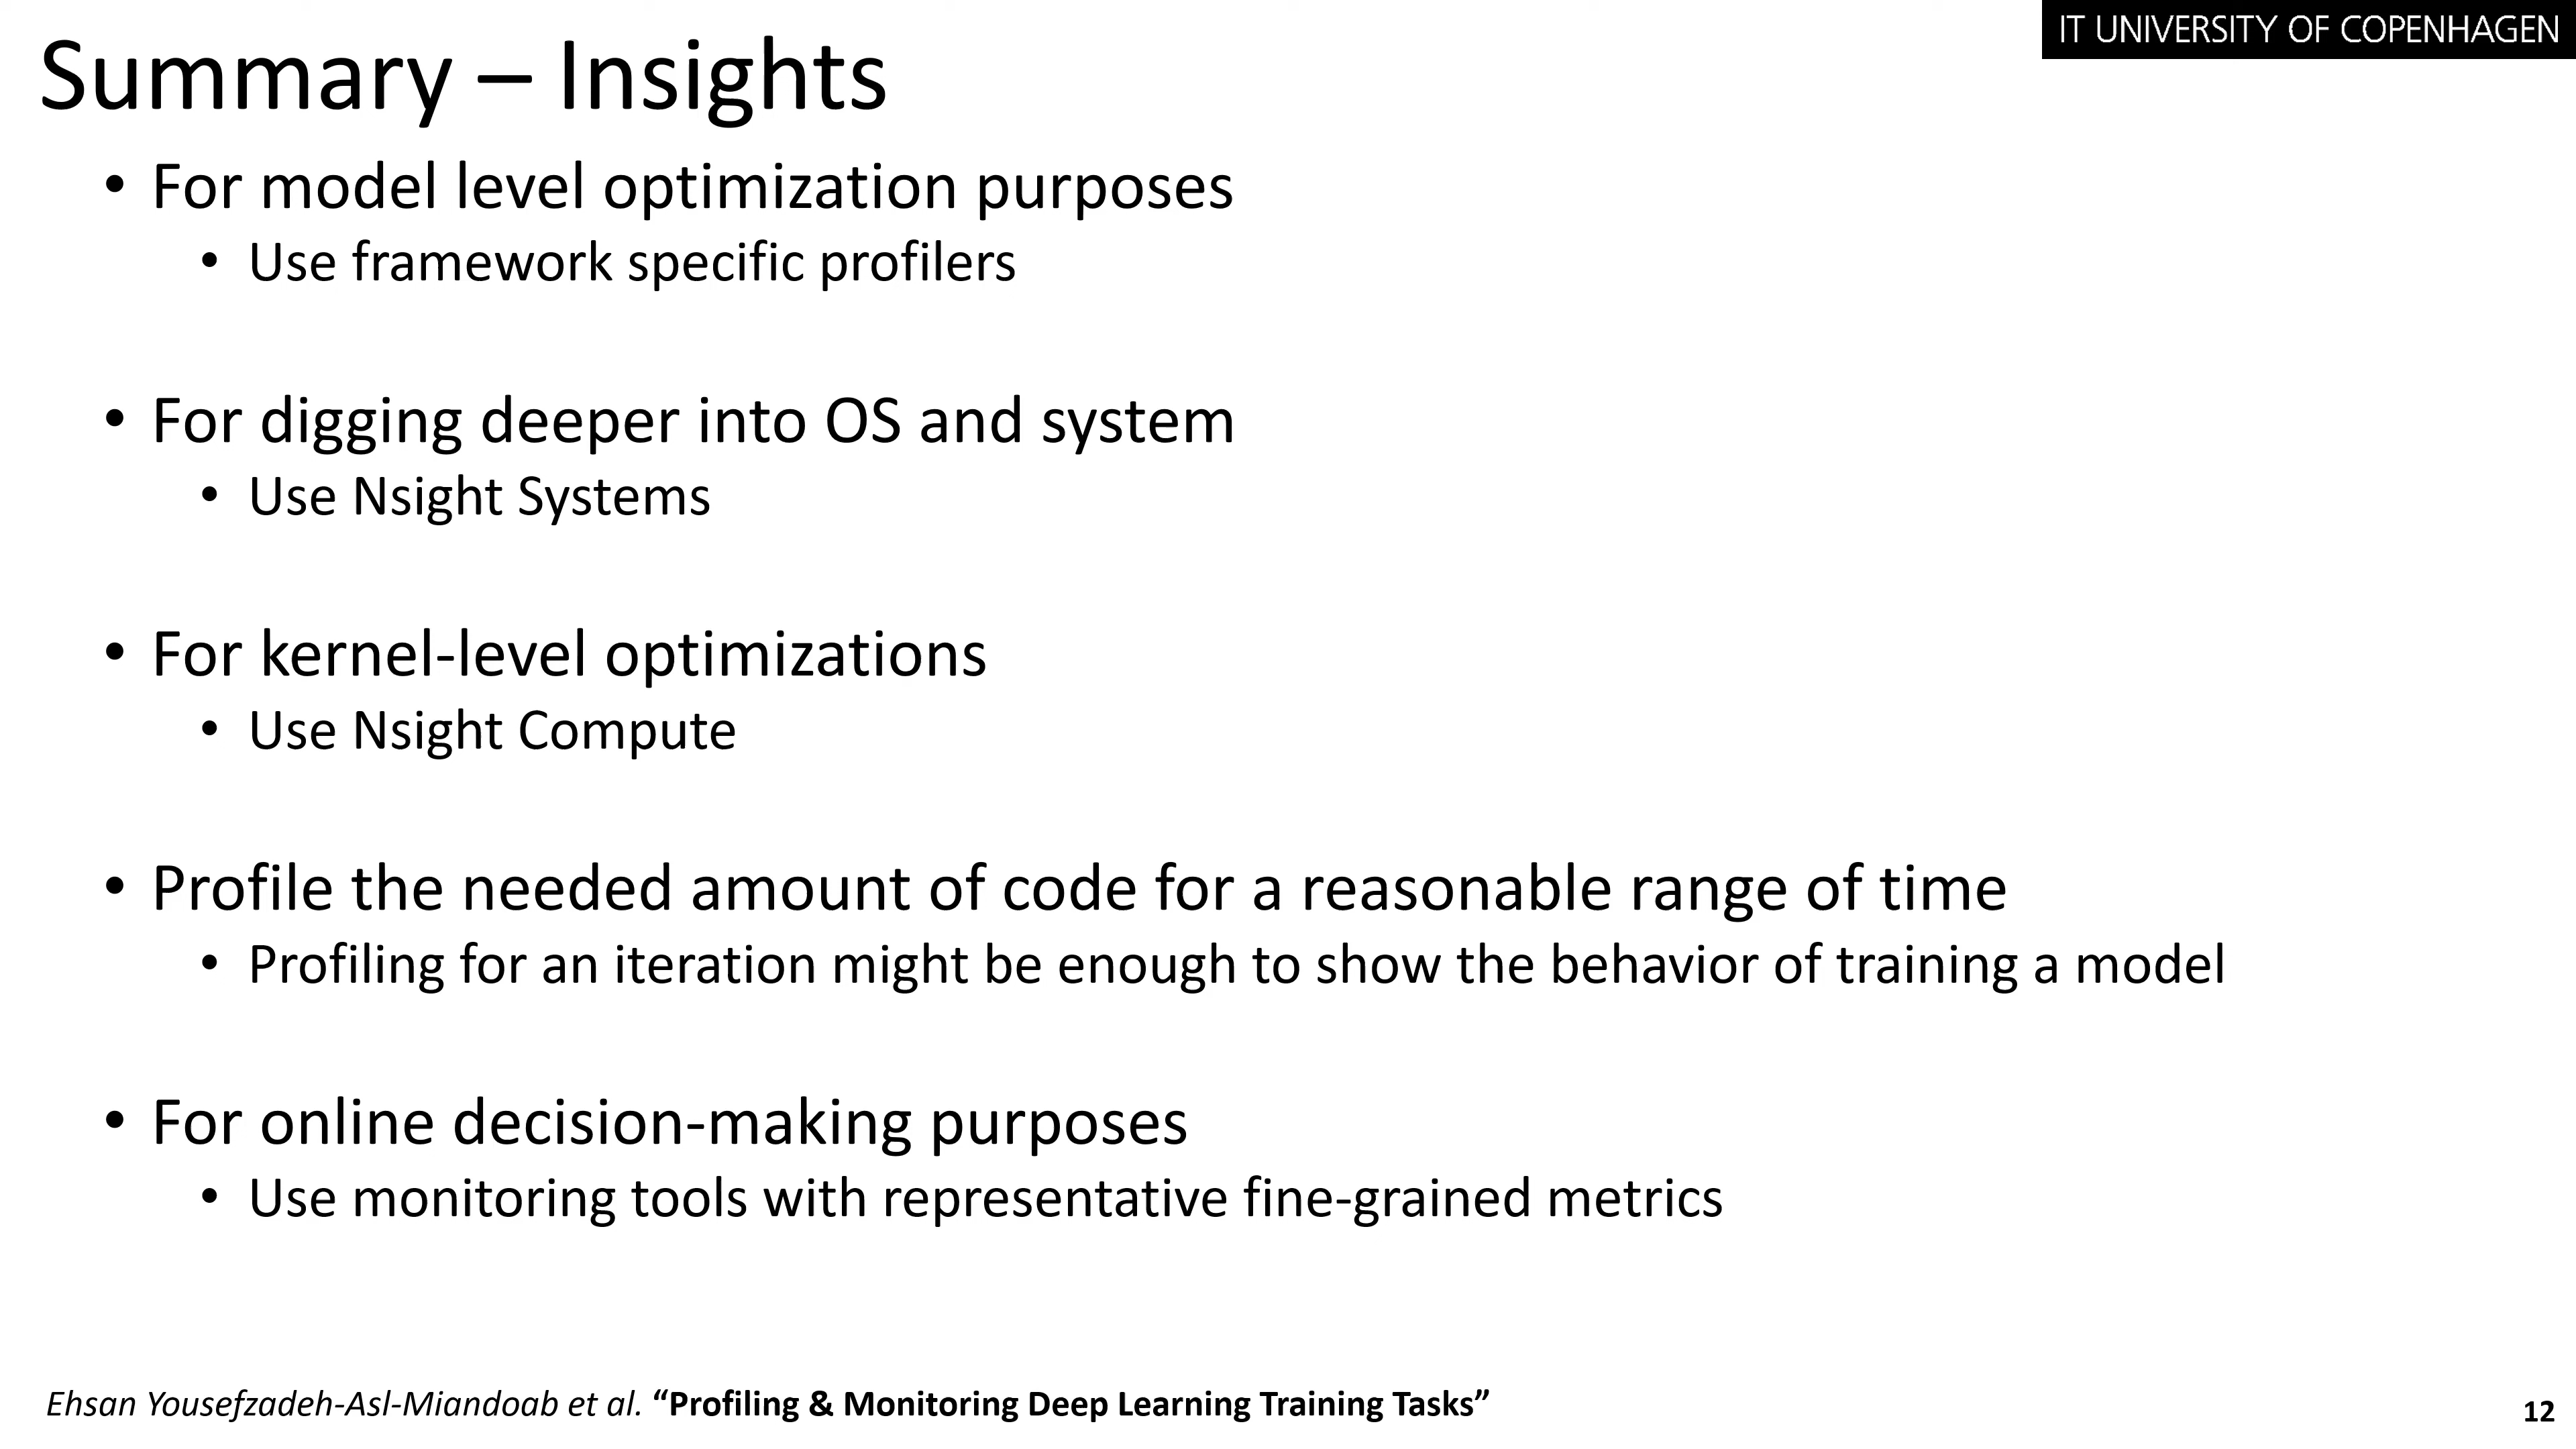 IT UNIVERSITY OF COPENHAGEN
Summary – Insights
• For model level optimization purposes
• Use framework specific profilers
• For digging deeper into OS and system
• Use Nsight Systems
• For kernel-level optimizations
• Use Nsight Compute
• Profile the needed amount of code for a reasonable range of time
• Profiling for an iteration might be enough to show the behavior of training a model
• For online decision-making purposes
• Use monitoring tools with representative fine-grained metrics
Ehsan Yousefzadeh-Asl-Miandoab et al. “Profiling & Monitoring Deep Learning Training Tasks”
12